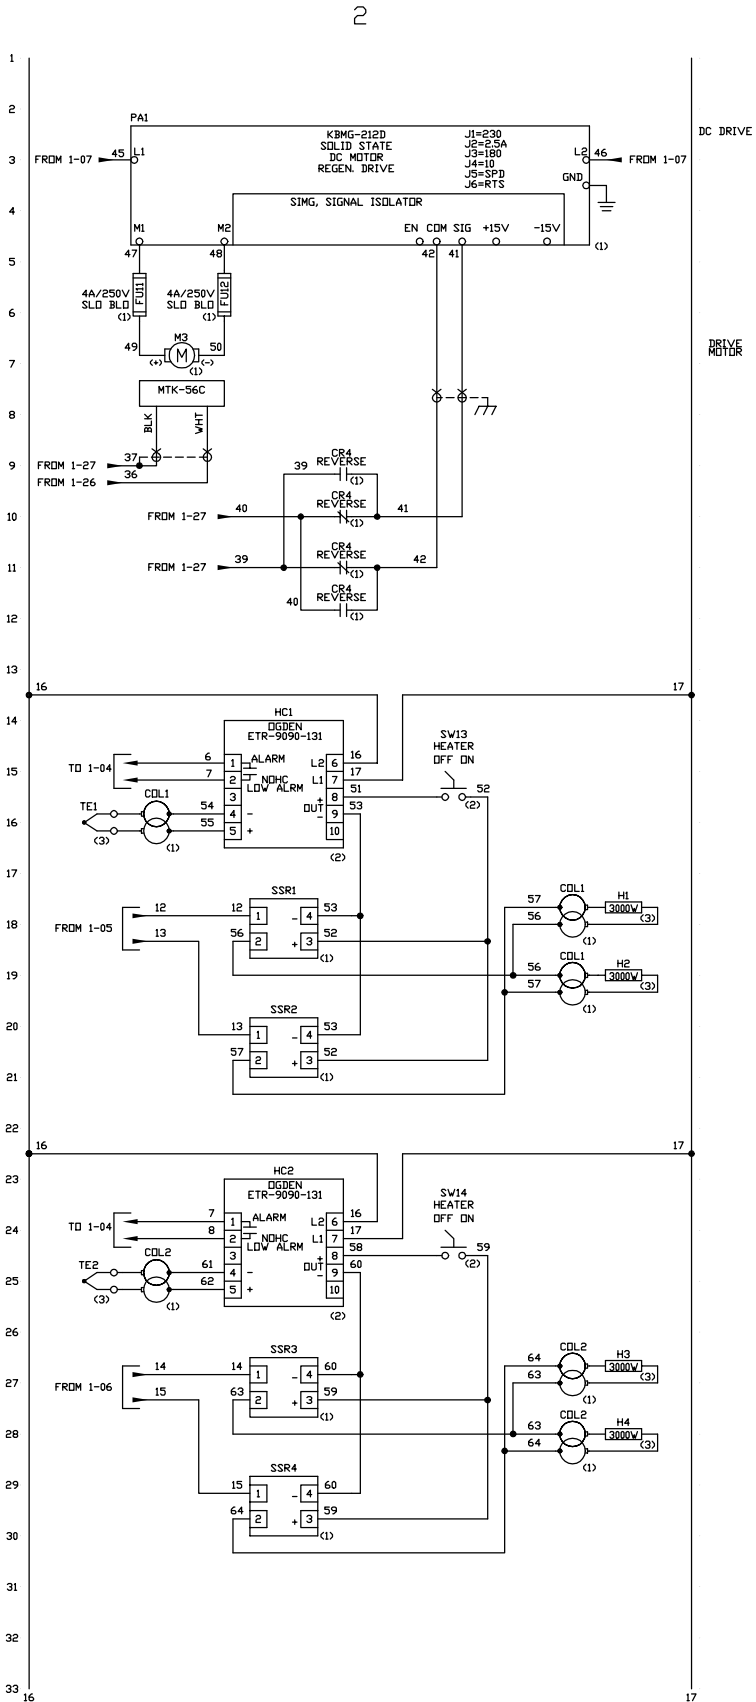 2
1
2
PA1
KBMG-212D
SOLID STATE
DC MOTOR
REGEN. DRIVE
J1=230
J2=2.5A
J3=180
J4=10
J5=SPD
J6=RTS
DC DRIVE
3
FROM 1-07
45
L1
L2
46
FROM 1-07
GND
4
SIMG, SIGNAL ISOLATOR
M1
M2
EN COM SIG +15V -15V
(1)
5
47
48
42
41
4A/250V
SLO BLO
(1)
FU11
4A/250V
SLO BLO
(1)
FU12
6
49
M3
50
(+)
M
(-)
(1)
DRIVE
MOTOR
7
MTK-56C
8
BLK
WHT
9
FROM 1-27
37
FROM 1-26
36
39
CR4
REVERSE
(1)
10
FROM 1-27
40
CR4
REVERSE
(1)
41
11
FROM 1-27
39
CR4
REVERSE
(1)
42
40
CR4
REVERSE
(1)
12
13
16
17
14
HC1
OGDEN
ETR-9090-131
SW13
HEATER
OFF ON
15
TO 1-04
6
7
1
2
3
4
5
ALARM
NOHC
LOW ALRM
L2
L1
+
OUT
-
-
+
6
7
8
9
10
16
17
51
53
(2)
52
(2)
16
TE1
(3)
COL1
(1)
54
55
17
18
FROM 1-05
12
13
SSR1
12
1
56
2
- 4
53
+ 3
52
(1)
57
56
COL1
(1)
H1
3000W
(3)
19
56
57
COL1
(1)
H2
3000W
(3)
20
SSR2
13
1
57
2
- 4
53
+ 3
52
(1)
21
22
16
17
23
HC2
OGDEN
ETR-9090-131
SW14
HEATER
OFF ON
24
TO 1-04
7
8
1
2
3
4
5
ALARM
NOHC
LOW ALRM
L2
L1
+
OUT
-
-
+
6
7
8
9
10
16
17
58
60
(2)
59
(2)
25
TE2
(3)
COL2
(1)
61
62
26
27
FROM 1-06
14
15
SSR3
14
1
63
2
- 4
60
+ 3
59
(1)
64
63
COL2
(1)
H3
3000W
(3)
28
63
64
COL2
(1)
H4
3000W
(3)
29
SSR4
15
1
64
2
- 4
60
+ 3
59
(1)
30
31
32
33
16
17